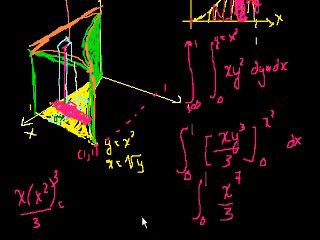 x
y=x²
∫₀¹ ∫₀ xy² dy dx
∫₀¹ [xy³/3]₀^x² dx
∫₀¹ x⁷/3
1
1
x
(1,1)
y=x²
x=√y
x(x²)³/3 =